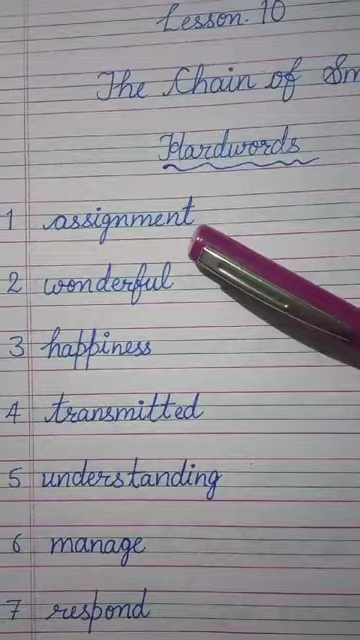 Lesson. 10
The Chain of
Hardwords
1 assignment
2 wonderful
3 happiness
4 transmitted
5 understanding
6 manage
7 respond